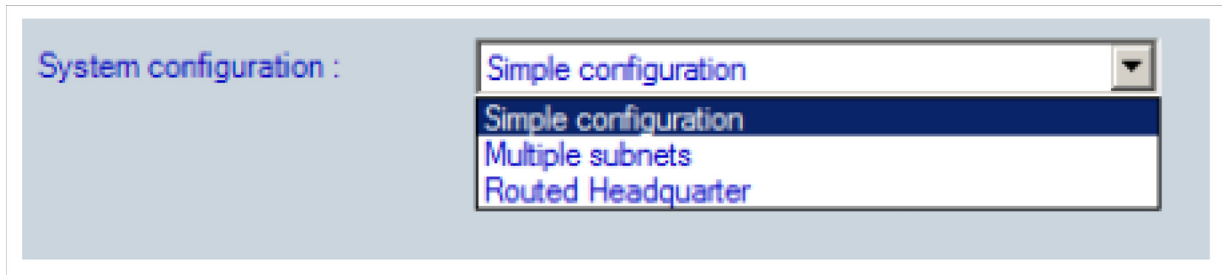 System configuration : Simple configuration
Simple configuration
Multiple subnets
Routed Headquarter